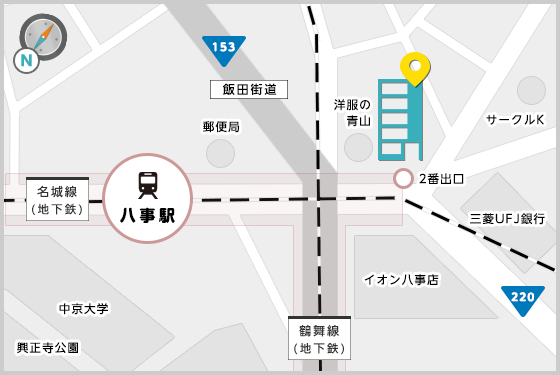 N
153
飯田街道
洋服の
青山
郵便局
サークルK
2番出口
名城線
(地下鉄)
八事駅
三菱UFJ銀行
イオン八事店
220
中京大学
鶴舞線
(地下鉄)
興正寺公園